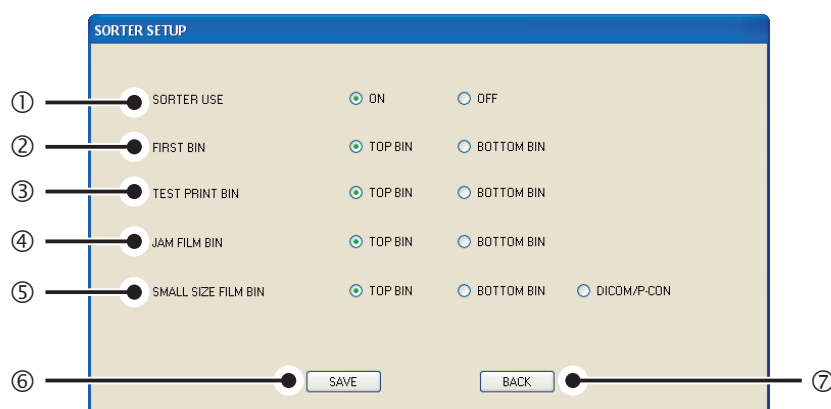 SORTER SETUP
① SORTER USE ON OFF
② FIRST BIN TOP BIN BOTTOM BIN
③ TEST PRINT BIN TOP BIN BOTTOM BIN
④ JAM FILM BIN TOP BIN BOTTOM BIN
⑤ SMALL SIZE FILM BIN TOP BIN BOTTOM BIN DICOM/P-CON
⑥ SAVE BACK ⑦